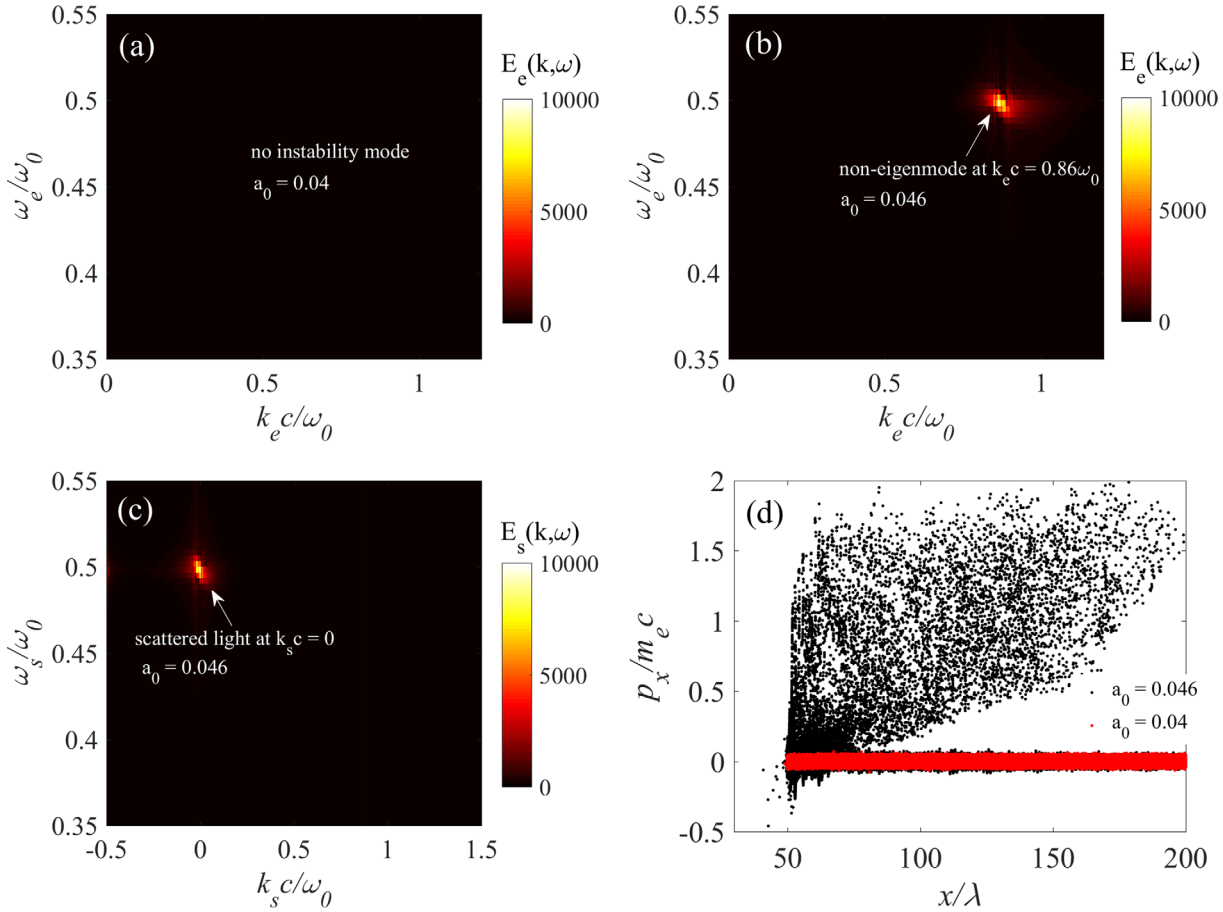 (a)
0.55
0.5
0.45
0.4
0.35
ω_e/ω_0
0
0.5
1
k_e c/ω_0
no instability mode
a_0 = 0.04
E_e(k,ω)
10000
5000
0
(b)
0.55
0.5
0.45
0.4
0.35
ω_e/ω_0
0
0.5
1
k_e c/ω_0
non-eigenmode at k_e c = 0.86ω_0
a_0 = 0.046
E_e(k,ω)
10000
5000
0
(c)
0.55
0.5
0.45
0.4
0.35
ω_s/ω_0
-0.5
0
0.5
1
1.5
k_s c/ω_0
scattered light at k_s c = 0
a_0 = 0.046
E_s(k,ω)
10000
5000
0
(d)
2
1.5
1
0.5
0
-0.5
p_x/m_e c
50
100
150
200
x/λ
a_0 = 0.046
a_0 = 0.04